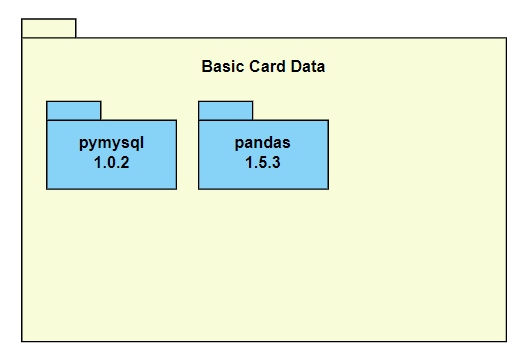 Basic Card Data
pymysql
1.0.2
pandas
1.5.3